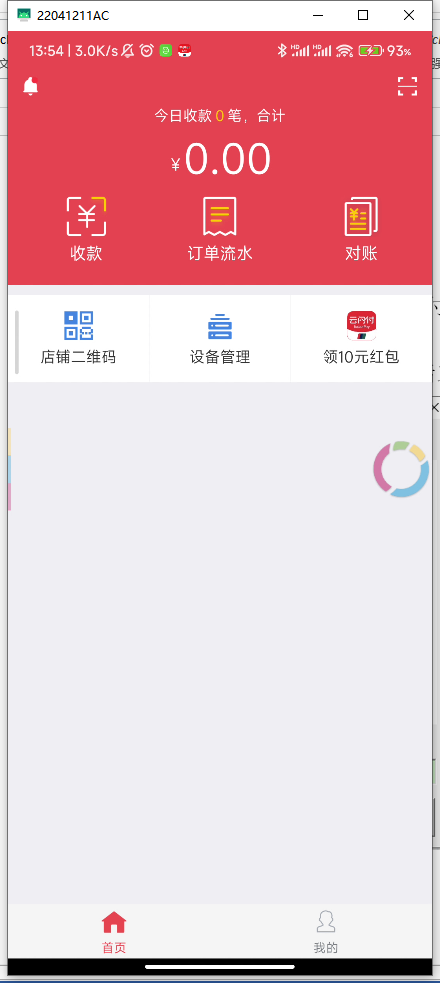 22041211AC
13:54 | 3.0K/s
93%
今日收款 0 笔，合计
¥0.00
收款
订单流水
对账
云闪付
店铺二维码
设备管理
领10元红包
首页
我的